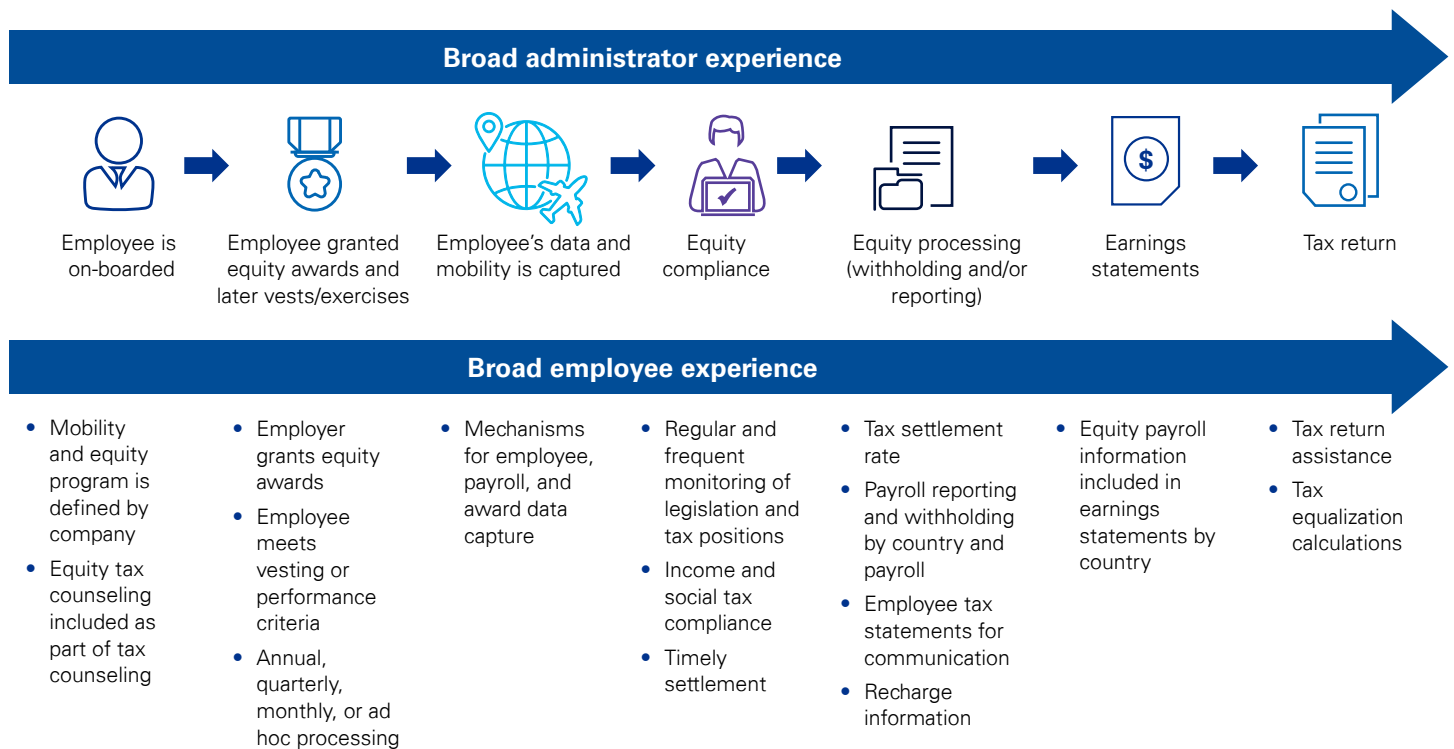 Broad administrator experience
Employee is
on-boarded
Employee granted
equity awards and
later vests/exercises
Employee’s data and
mobility is captured
Equity
compliance
Equity processing
(withholding and/or
reporting)
Earnings
statements
Tax return
$
Broad employee experience
• Mobility
and equity
program is
defined by
company
• Equity tax
counseling
included as
part of tax
counseling
• Employer
grants equity
awards
• Employee
meets
vesting or
performance
criteria
• Annual,
quarterly,
monthly, or ad
hoc processing
• Mechanisms
for employee,
payroll, and
award data
capture
• Regular and
frequent
monitoring of
legislation and
tax positions
• Income and
social tax
compliance
• Timely
settlement
• Tax settlement
rate
• Payroll reporting
and withholding
by country and
payroll
• Employee tax
statements for
communication
• Recharge
information
• Equity payroll
information
included in
earnings
statements by
country
• Tax return
assistance
• Tax
equalization
calculations